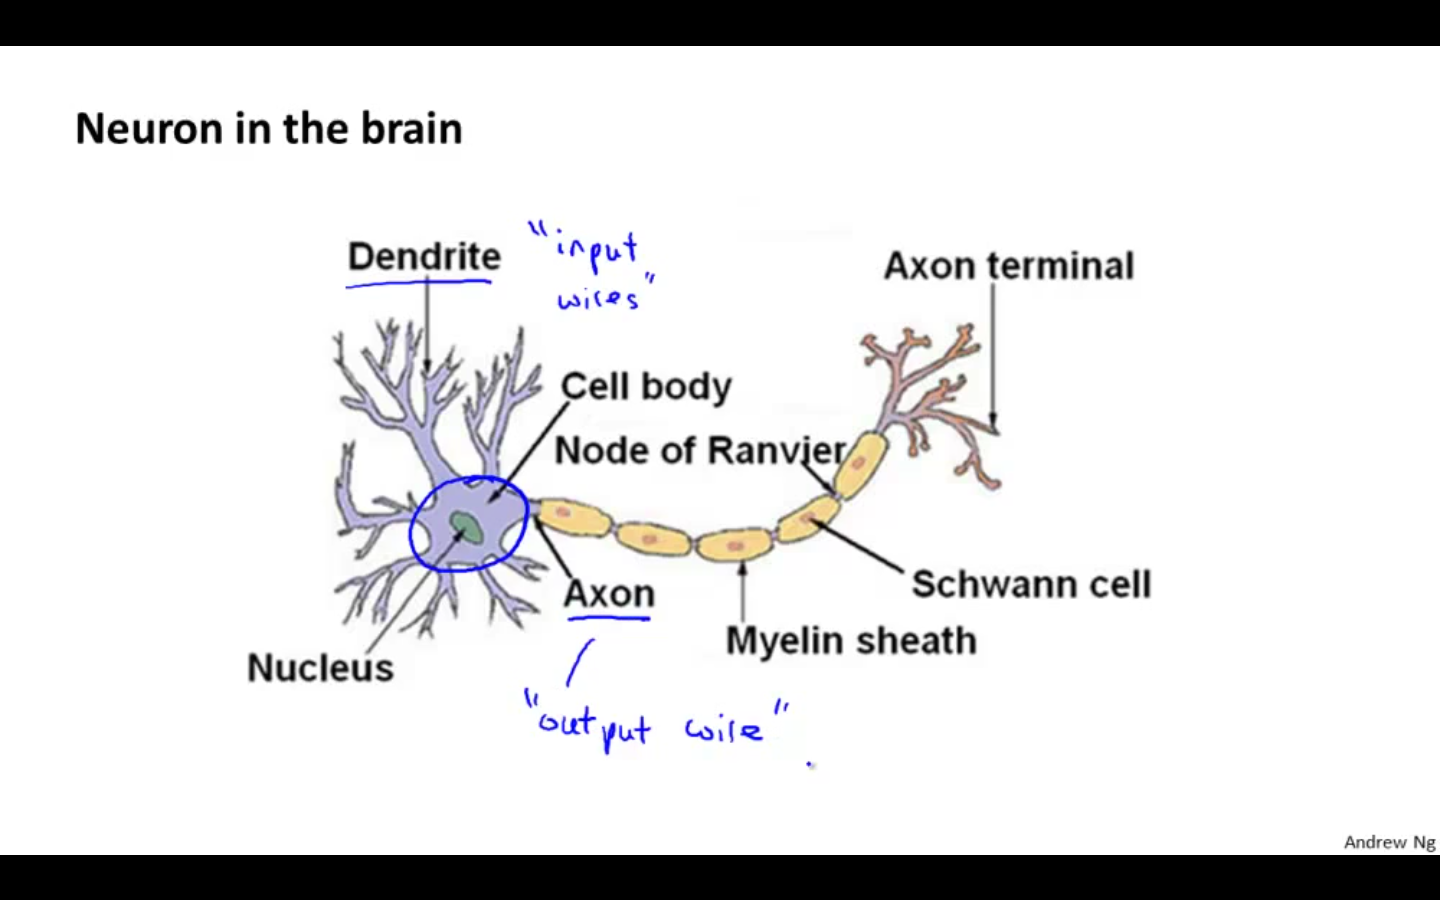 Neuron in the brain
Dendrite
"input
wires"
Axon terminal
Cell body
Node of Ranvier
Axon
Schwann cell
Myelin sheath
Nucleus
"output wire"
Andrew Ng